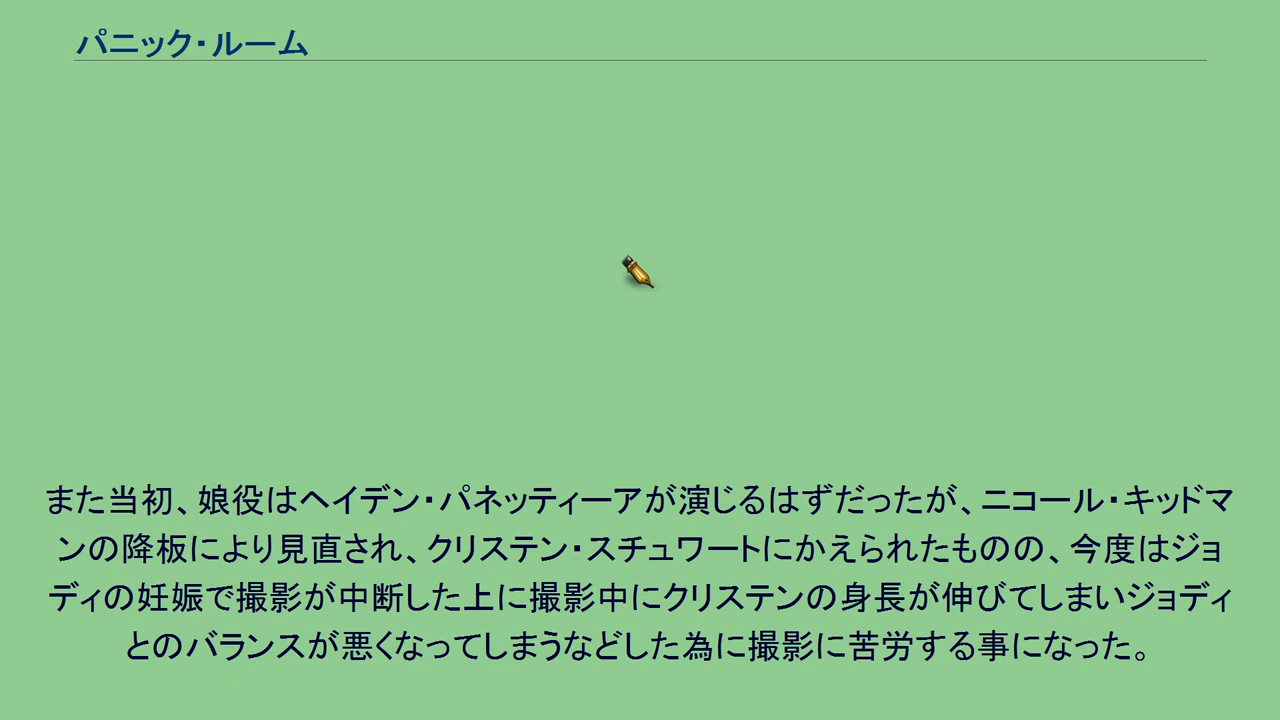 パニック・ルーム
また当初、娘役はヘイデン・パネッティーアが演じるはずだったが、ニコール・キッドマ
ンの降板により見直され、クリステン・スチュワートにかえられたものの、今度はジョ
ディの妊娠で撮影が中断した上に撮影中にクリステンの身長が伸びてしまいジョディ
とのバランスが悪くなってしまうなどした為に撮影に苦労する事になった。